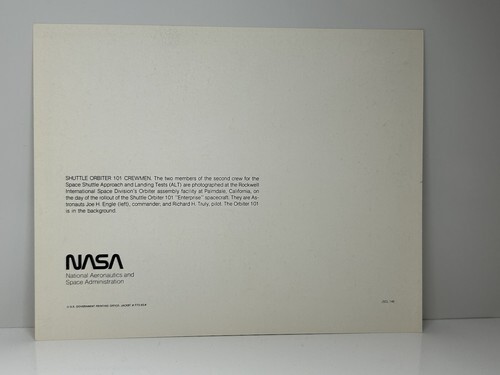 SHUTTLE ORBITER 101 CREWMEN. The two members of the second crew for the
Space Shuttle Approach and Landing Tests (ALT) are photographed at the Rockwell
International Space Division's Orbiter assembly facility at Palmdale, California, on
the day of the rollout of the Shuttle Orbiter 101 "Enterprise" spacecraft. They are As-
tronauts Joe H. Engle (left), commander, and Richard H. Truly, pilot. The Orbiter 101
is in the background
NASA
National Aeronautics and
Space Administration
U.S. GOVERNMENT PRINTING OFFICE